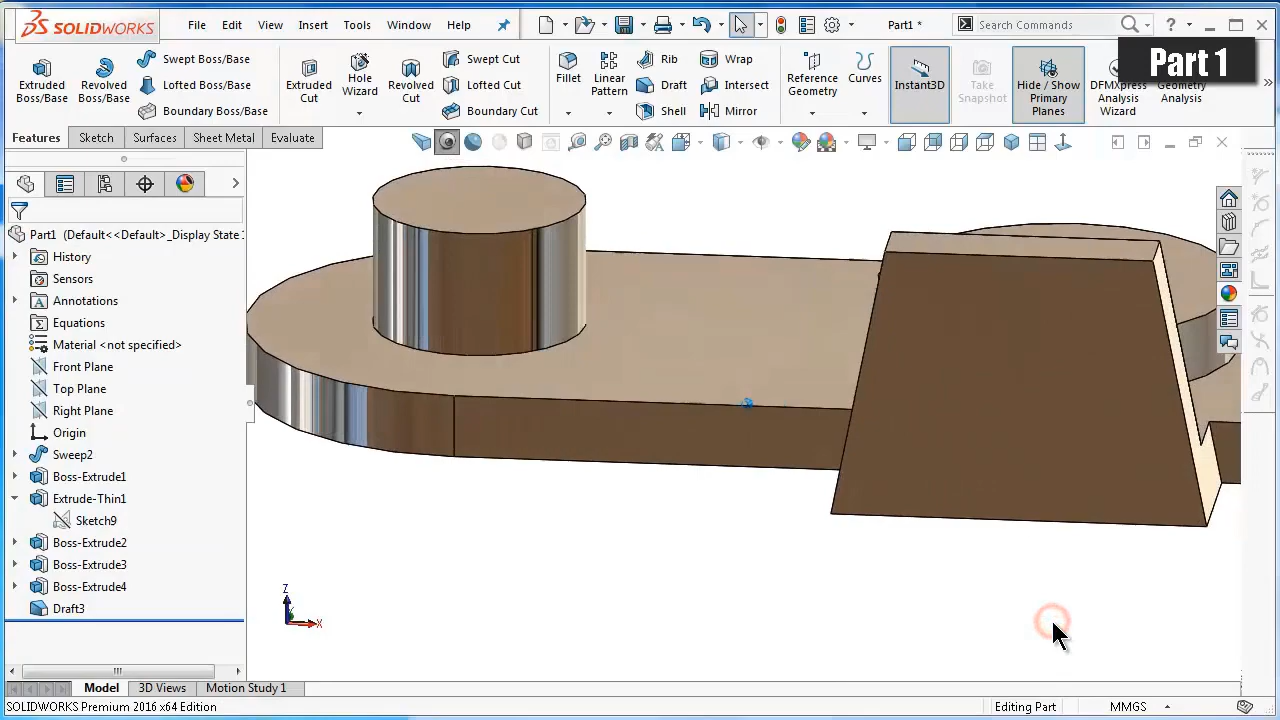 SOLIDWORKS
File Edit View Insert Tools Window Help
Part1 *
Search Commands
Part 1
Extruded Boss/Base
Revolved Boss/Base
Swept Boss/Base
Lofted Boss/Base
Boundary Boss/Base
Extruded Cut
Hole Wizard
Revolved Cut
Swept Cut
Lofted Cut
Boundary Cut
Fillet
Linear Pattern
Rib
Draft
Shell
Wrap
Intersect
Mirror
Reference Geometry
Curves
Instant3D
Take Snapshot
Hide / Show Primary Planes
DFMXpress Analysis Wizard
Geometry Analysis
Features Sketch Surfaces Sheet Metal Evaluate
Part1 (Default<<Default>_Display State 1
History
Sensors
Annotations
Equations
Material <not specified>
Front Plane
Top Plane
Right Plane
Origin
Sweep2
Boss-Extrude1
Extrude-Thin1
Sketch9
Boss-Extrude2
Boss-Extrude3
Boss-Extrude4
Draft3
Z
X
Model 3D Views Motion Study 1
SOLIDWORKS Premium 2016 x64 Edition
Editing Part
MMGS